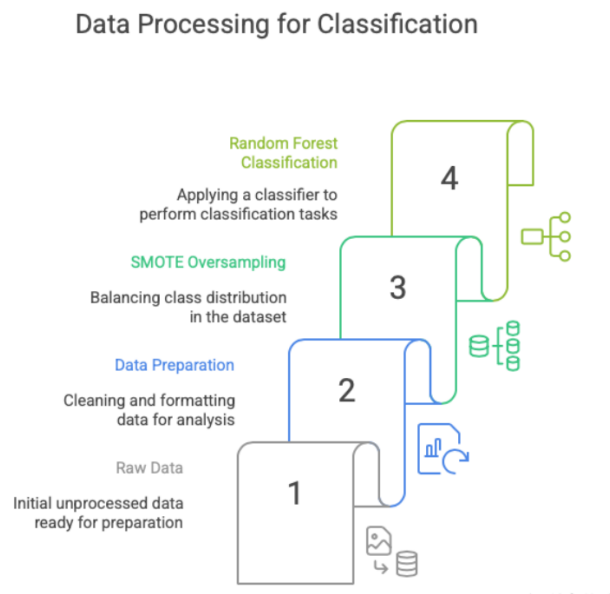 Data Processing for Classification
Random Forest
Classification
4
Applying a classifier to
perform classification tasks
SMOTE Oversampling
3
Balancing class distribution
in the dataset
Data Preparation
2
Cleaning and formatting
data for analysis
Raw Data
1
Initial unprocessed data
ready for preparation